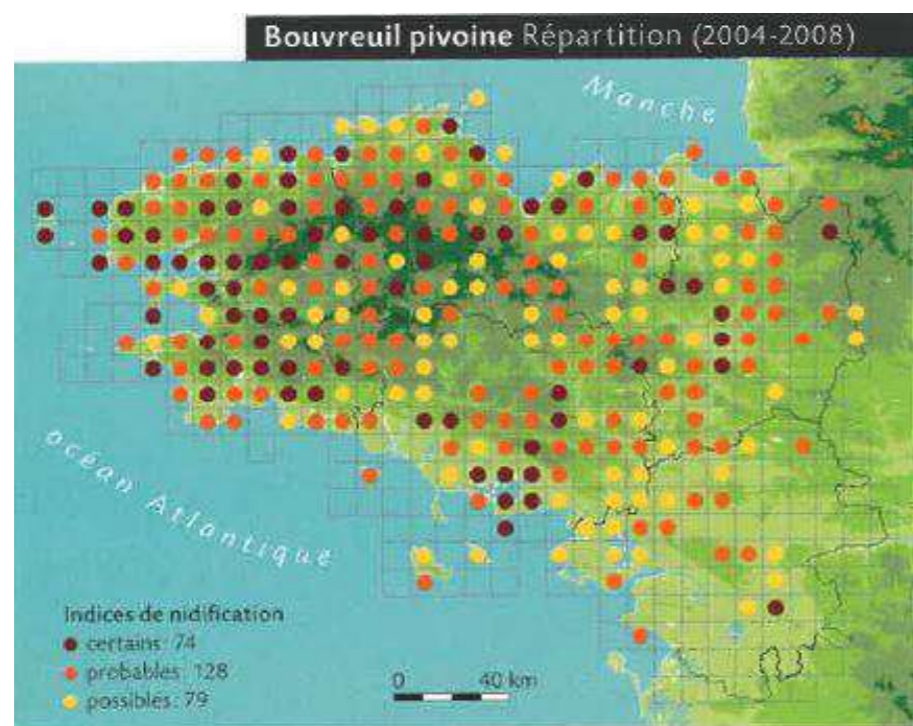 Bouvreuil pivoine Répartition (2004-2008)
Manche
océan Atlantique
Indices de nidification
certains : 74
probables : 128
possibles : 79
0 40 km